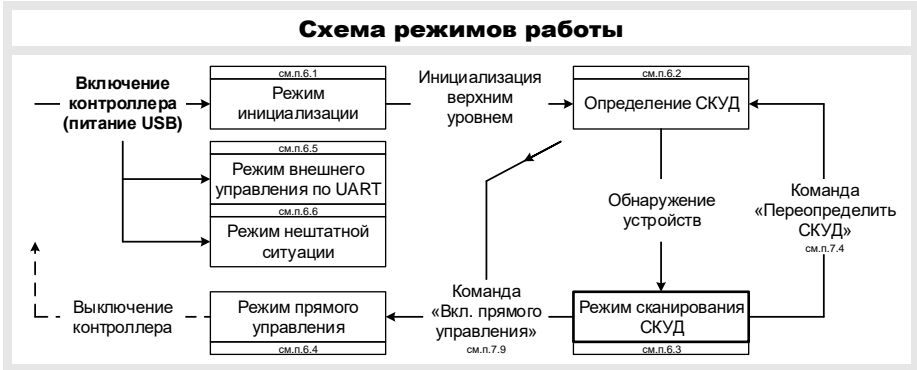 Схема режимов работы
Включение
контроллера
(питание USB)
см.п.6.1
Режим
инициализации
Инициализация
верхним
уровнем
см.п.6.2
Определение СКУД
см.п.6.5
Режим внешнего
управления по UART
см.п.6.6
Режим нештатной
ситуации
Обнаружение
устройств
Команда
«Переопределить
СКУД»
см.п.7.4
Выключение
контроллера
Режим прямого
управления
см.п.6.4
Команда
«Вкл. прямого
управления»
см.п.7.9
Режим сканирования
СКУД
см.п.6.3